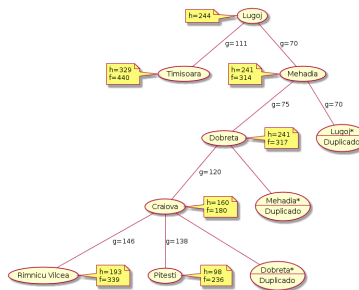 h=244
Lugoj
g=111
g=70
h=329
f=440
Timisoara
h=241
f=314
Mehadia
g=75
g=70
Dobreta
h=241
f=317
Lugoj*
Duplicado
g=120
Craiova
h=160
f=180
Mehadia*
Duplicado
g=146
g=138
Rimnicu Vilcea
h=193
f=339
Pitesti
h=98
f=236
Dobreta*
Duplicado